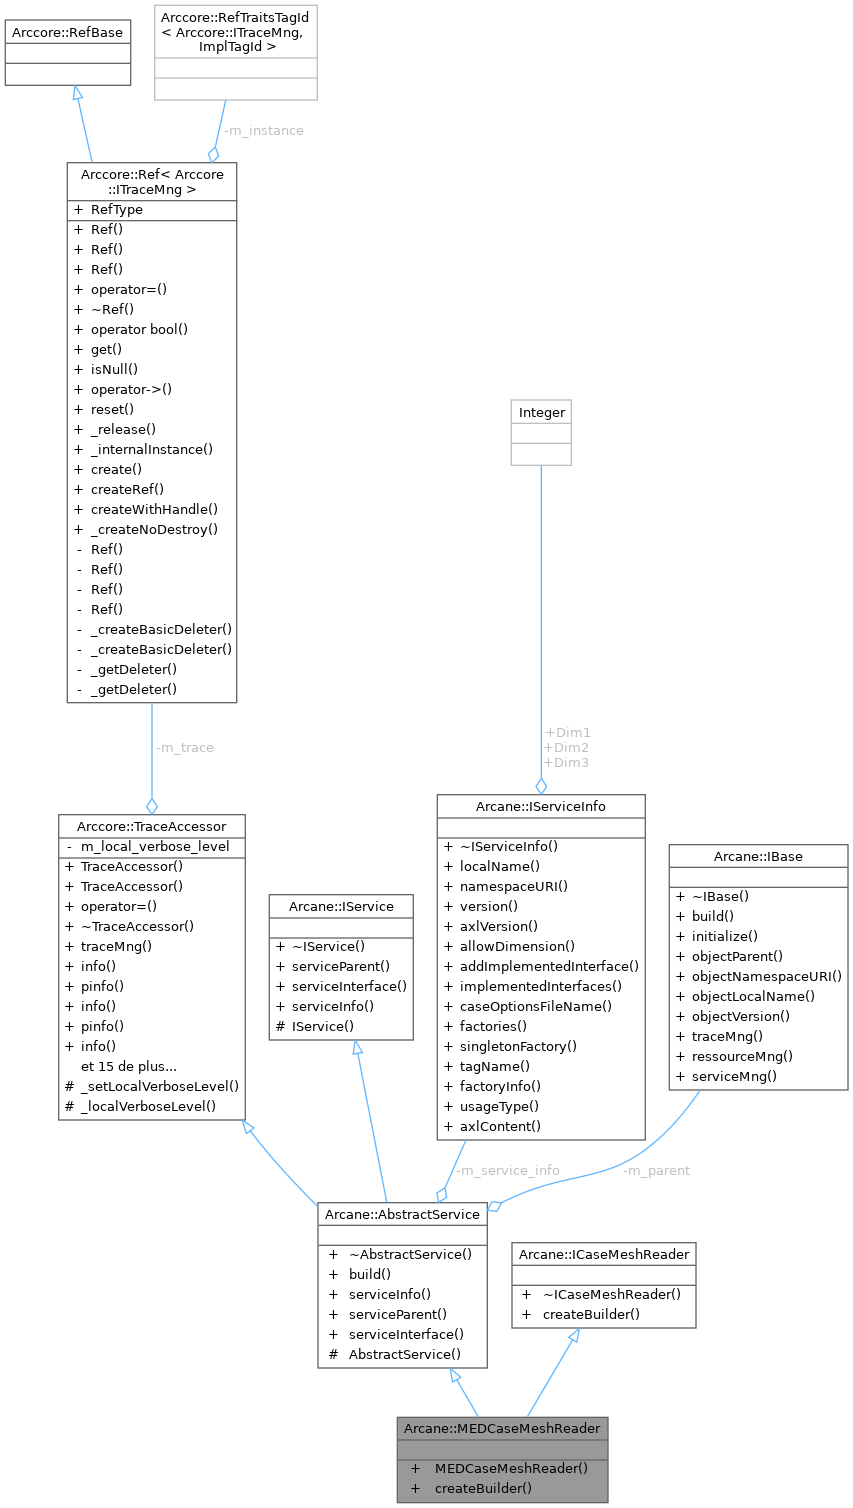 Arccore::RefBase
Arccore::RefTraitsTagId
< Arccore::ITraceMng,
ImplTagId >
-m_instance
Arccore::Ref< Arccore
::ITraceMng >
+ RefType
+ Ref()
+ Ref()
+ Ref()
+ operator=()
+ ~Ref()
+ operator bool()
+ get()
+ isNull()
+ operator->()
+ reset()
+ _release()
+ _internalInstance()
+ create()
+ createRef()
+ createWithHandle()
+ _createNoDestroy()
- Ref()
- Ref()
- Ref()
- Ref()
- _createBasicDeleter()
- _createBasicDeleter()
- _getDeleter()
- _getDeleter()
Integer
-m_trace
+Dim1
+Dim2
+Dim3
Arccore::TraceAccessor
- m_local_verbose_level
+ TraceAccessor()
+ TraceAccessor()
+ operator=()
+ ~TraceAccessor()
+ traceMng()
+ info()
+ pinfo()
+ info()
+ pinfo()
+ info()
et 15 de plus...
# _setLocalVerboseLevel()
# _localVerboseLevel()
Arcane::IService
+ ~IService()
+ serviceParent()
+ serviceInterface()
+ serviceInfo()
# IService()
Arcane::IServiceInfo
+ ~IServiceInfo()
+ localName()
+ namespaceURI()
+ version()
+ axlVersion()
+ allowDimension()
+ addImplementedInterface()
+ implementedInterfaces()
+ caseOptionsFileName()
+ factories()
+ singletonFactory()
+ tagName()
+ factoryInfo()
+ usageType()
+ axlContent()
Arcane::IBase
+ ~IBase()
+ build()
+ initialize()
+ objectParent()
+ objectNamespaceURI()
+ objectLocalName()
+ objectVersion()
+ traceMng()
+ ressourceMng()
+ serviceMng()
-m_service_info
-m_parent
Arcane::AbstractService
+ ~AbstractService()
+ build()
+ serviceInfo()
+ serviceParent()
+ serviceInterface()
# AbstractService()
Arcane::ICaseMeshReader
+ ~ICaseMeshReader()
+ createBuilder()
Arcane::MEDCaseMeshReader
+ MEDCaseMeshReader()
+ createBuilder()